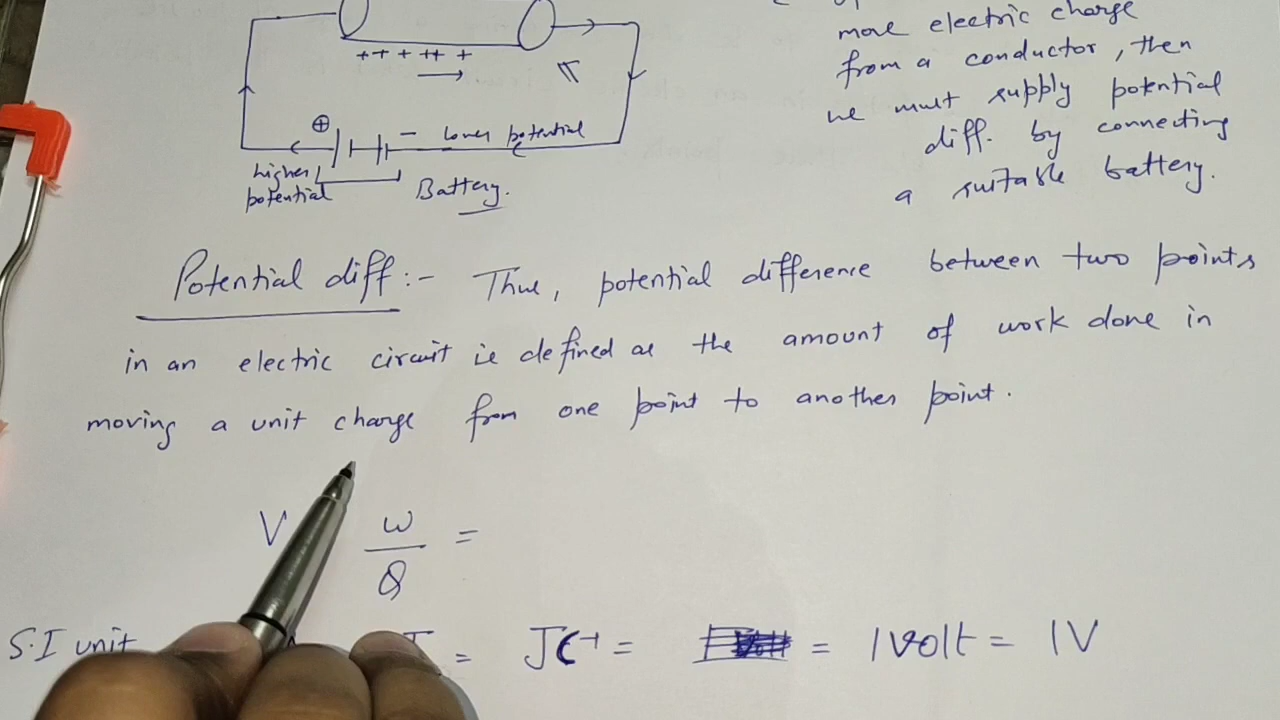 move electric charge
from a conductor, then
we must supply potential
diff. by connecting
a suitable battery.
++ + ++ +
⊕
- Lower potential
higher
potential
Battery.
Potential diff :- Thus, potential difference between two points
in an electric circuit is defined as the amount of work done in
moving a unit charge from one point to another point.
V W/Q =
S.I unit = JC-1 = = 1 volt = 1V